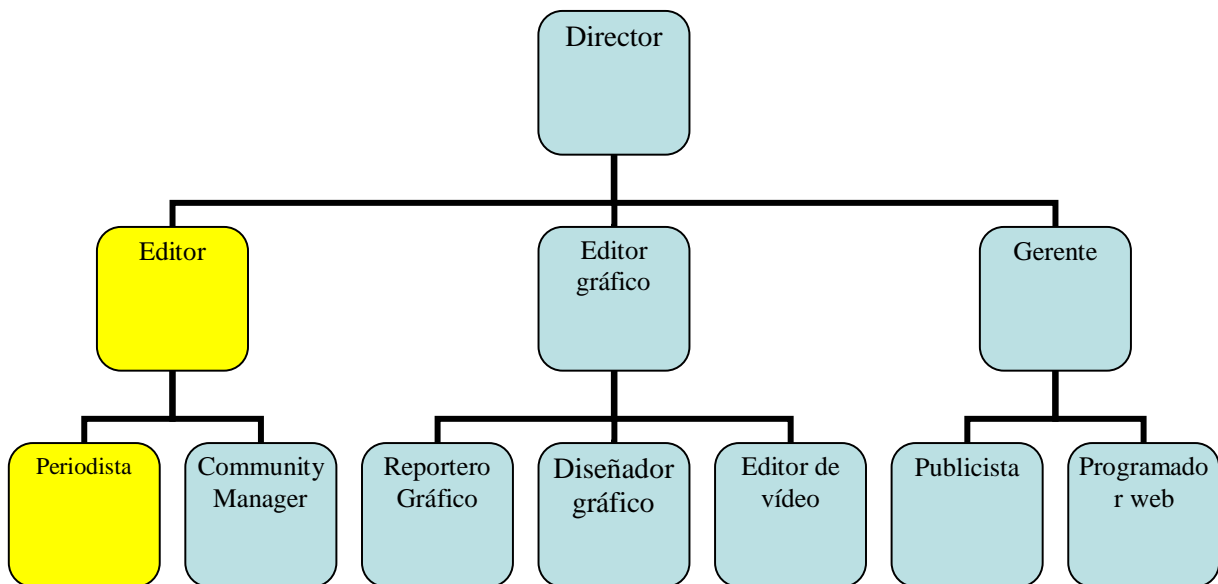 Director
Editor
Editor
gráfico
Gerente
Periodista
Community
Manager
Reportero
Gráfico
Diseñador
gráfico
Editor de
vídeo
Publicista
Programado
r web